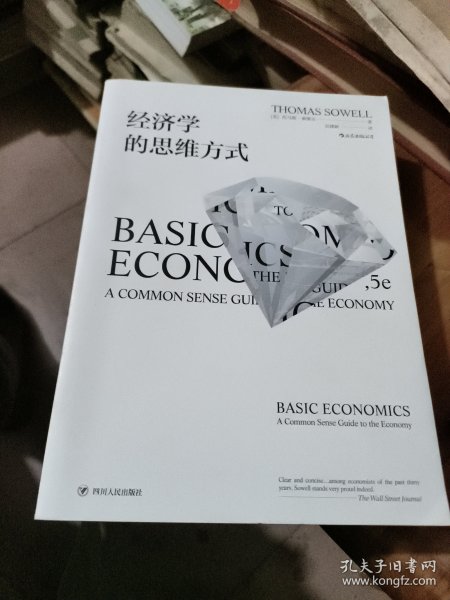 THOMAS SOWELL
经济学
的思维方式
TO
BASIC
ECONO
THE
GUID
,5e
A COMMON SENSE GUI
E ECONOMY
BASIC ECONOMICS
A Common Sense Guide to the Economy
Clear and concise...among economists of the past thirty
years, Sowell stands very proud indeed.
The Wall Street Journal
四川人民出版社
孔夫子旧书网
www.kongfz.com